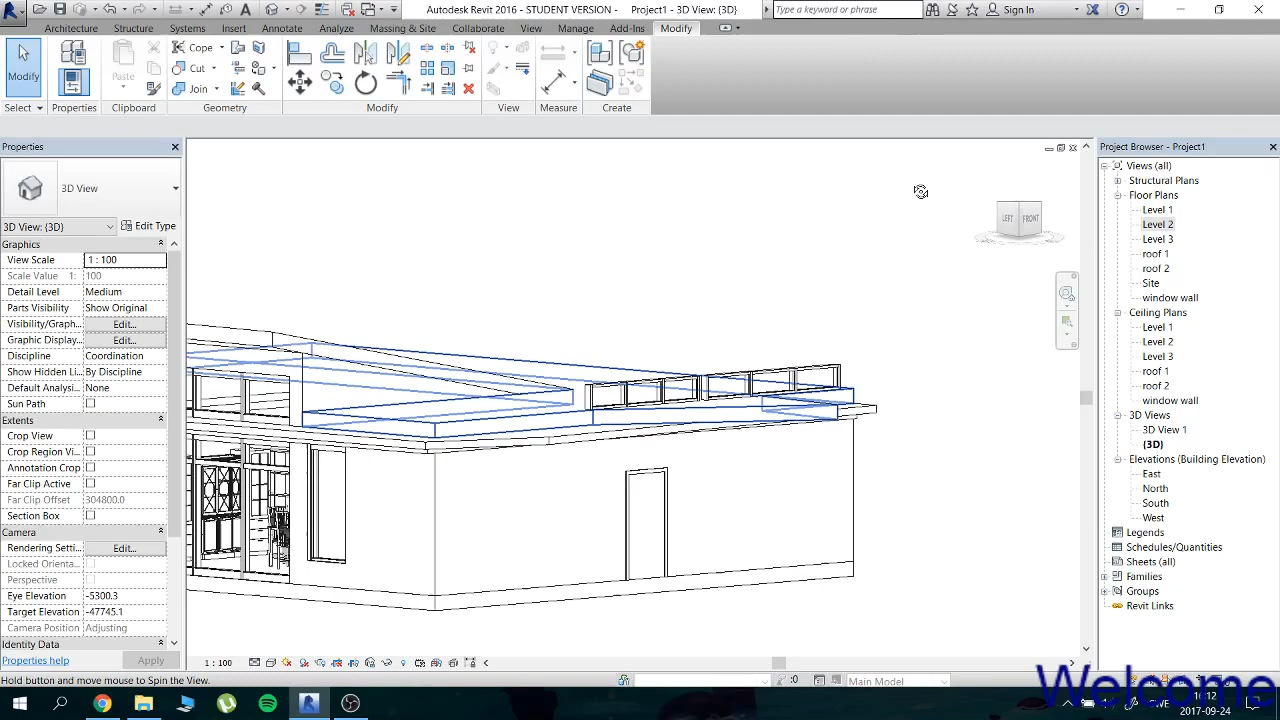 Autodesk Revit 2016 - STUDENT VERSION - Project1 - 3D View: {3D}
Type a keyword or phrase
Sign In
Architecture Structure Systems Insert Annotate Analyze Massing & Site Collaborate View Manage Add-Ins Modify
Modify
Paste
Cope
Cut
Join
Select Properties Clipboard Geometry Modify View Measure Create
Properties
3D View
3D View: {3D}
Edit Type
Graphics
View Scale 1 : 100
Scale Value 1: 100
Detail Level Medium
Parts Visibility Show Original
Visibility/Graph... Edit...
Graphic Display... Edit...
Discipline Coordination
Show Hidden Li... By Discipline
Default Analysi... None
Sun Path
Extents
Crop View
Crop Region Vi...
Annotation Crop
Far Clip Active
Far Clip Offset 304800.0
Section Box
Camera
Rendering Setti... Edit...
Locked Orienta...
Perspective
Eye Elevation -5300.3
Target Elevation -47745.1
Camera Position Adjusting
Identity Data
Properties help
Apply
LEFT FRONT
Project Browser - Project1
Views (all)
Structural Plans
Floor Plans
Level 1
Level 2
Level 3
roof 1
roof 2
Site
window wall
Ceiling Plans
Level 1
Level 2
Level 3
roof 1
roof 2
window wall
3D Views
3D View 1
{3D}
Elevations (Building Elevation)
East
North
South
West
Legends
Schedules/Quantities
Sheets (all)
Families
Groups
Revit Links
1 : 100
Hold button and move mouse to Spin the View.
:0
Main Model
Welcome
10:12
SWE
2017-09-24